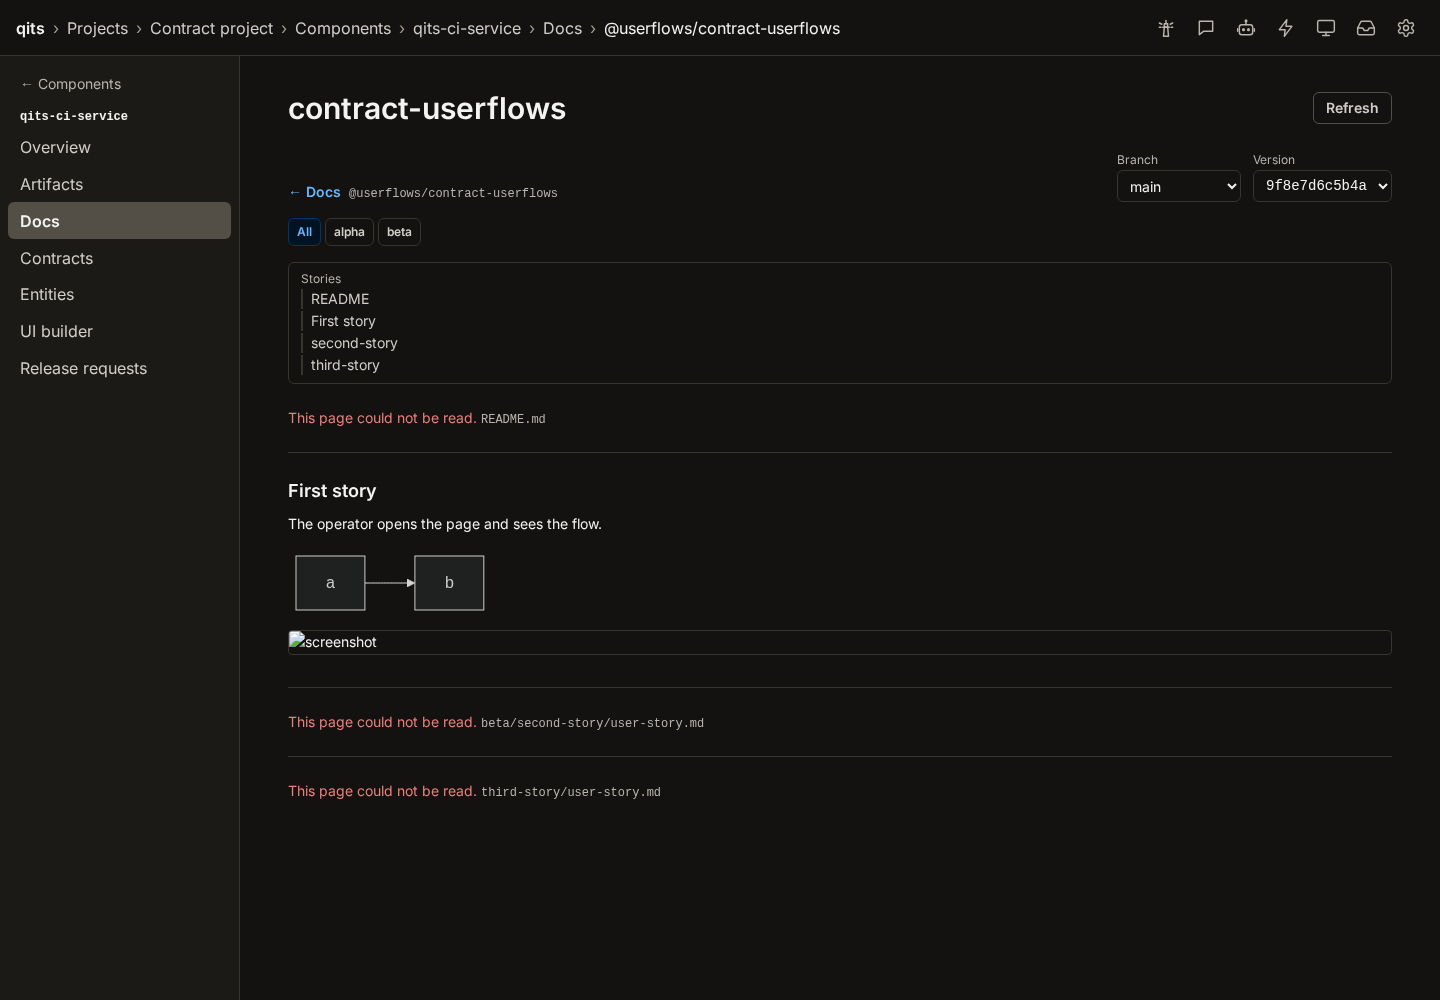 qits › Projects › Contract project › Components › qits-ci-service › Docs › @userflows/contract-userflows
← Components
qits-ci-service
Overview
Artifacts
Docs
Contracts
Entities
UI builder
Release requests
contract-userflows
Refresh
← Docs @userflows/contract-userflows
Branch
main
Version
9f8e7d6c5b4a
All
alpha
beta
Stories
README
First story
second-story
third-story
This page could not be read. README.md
First story
The operator opens the page and sees the flow.
a
b
screenshot
This page could not be read. beta/second-story/user-story.md
This page could not be read. third-story/user-story.md